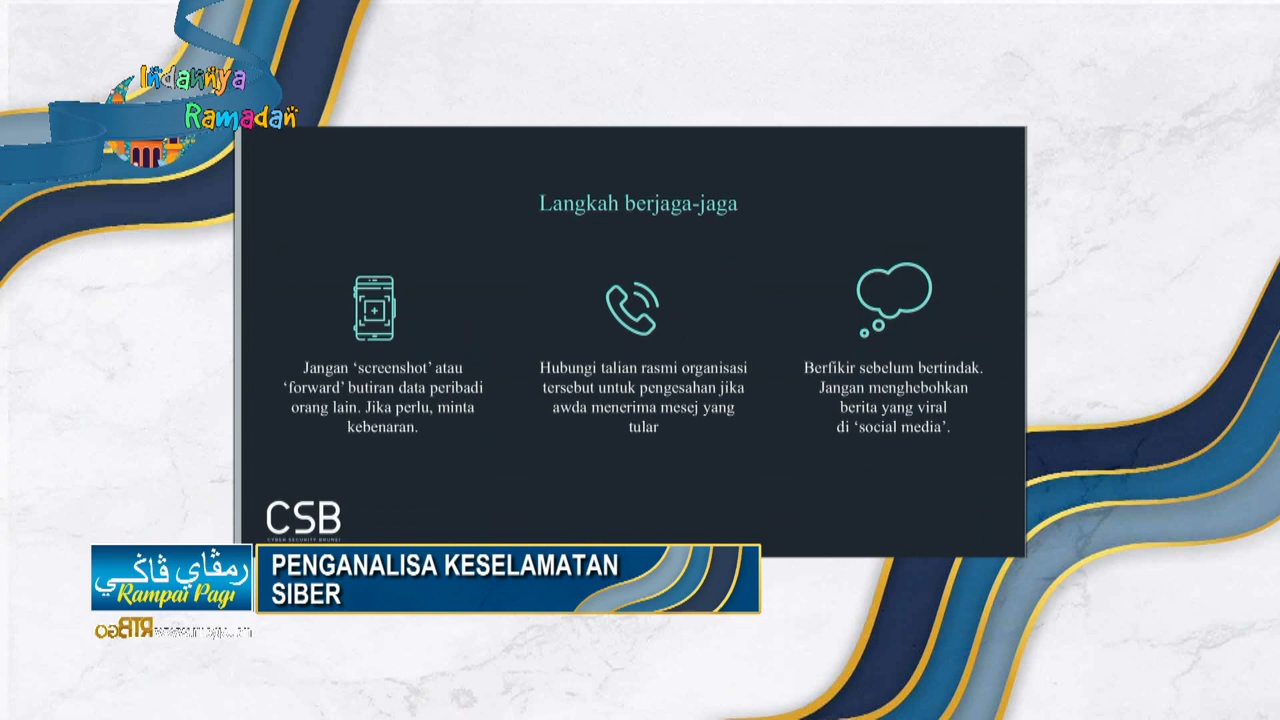 Indannya
Ramadan
Langkah berjaga-jaga
Jangan ‘screenshot’ atau
‘forward’ butiran data peribadi
orang lain. Jika perlu, minta
kebenaran.
Hubungi talian rasmi organisasi
tersebut untuk pengesahan jika
awda menerima mesej yang
tular
Berfikir sebelum bertindak.
Jangan menghebohkan
berita yang viral
di ‘social media’.
CSB
CYBER SECURITY BRUNEI
رمڤاي ڤاݢي
Rampai Pagi
PENGANALISA KESELAMATAN
SIBER